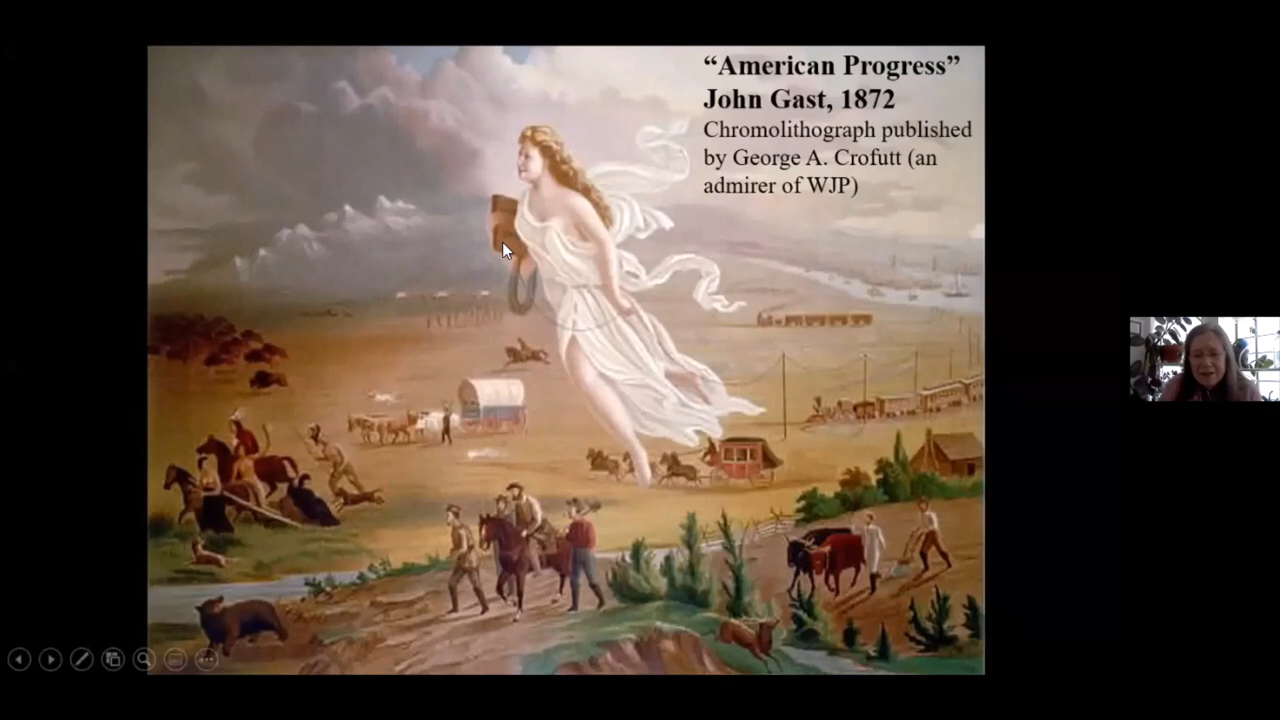 “American Progress”
John Gast, 1872
Chromolithograph published
by George A. Crofutt (an
admirer of WJP)